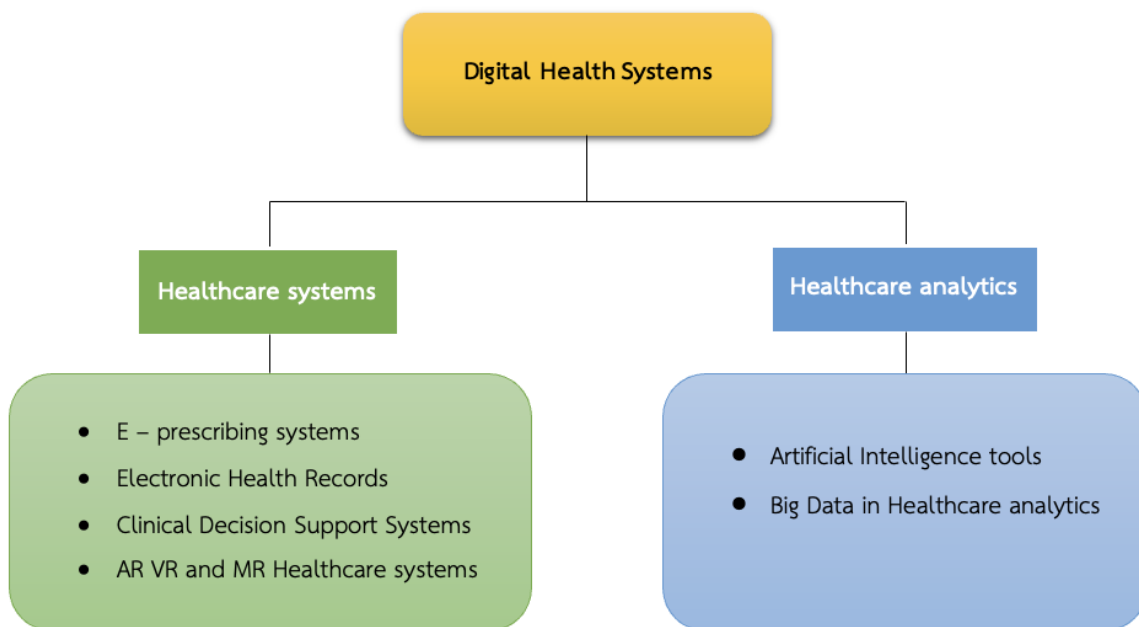 Digital Health Systems
Healthcare systems
Healthcare analytics
• E – prescribing systems
• Electronic Health Records
• Clinical Decision Support Systems
• AR VR and MR Healthcare systems
• Artificial Intelligence tools
• Big Data in Healthcare analytics